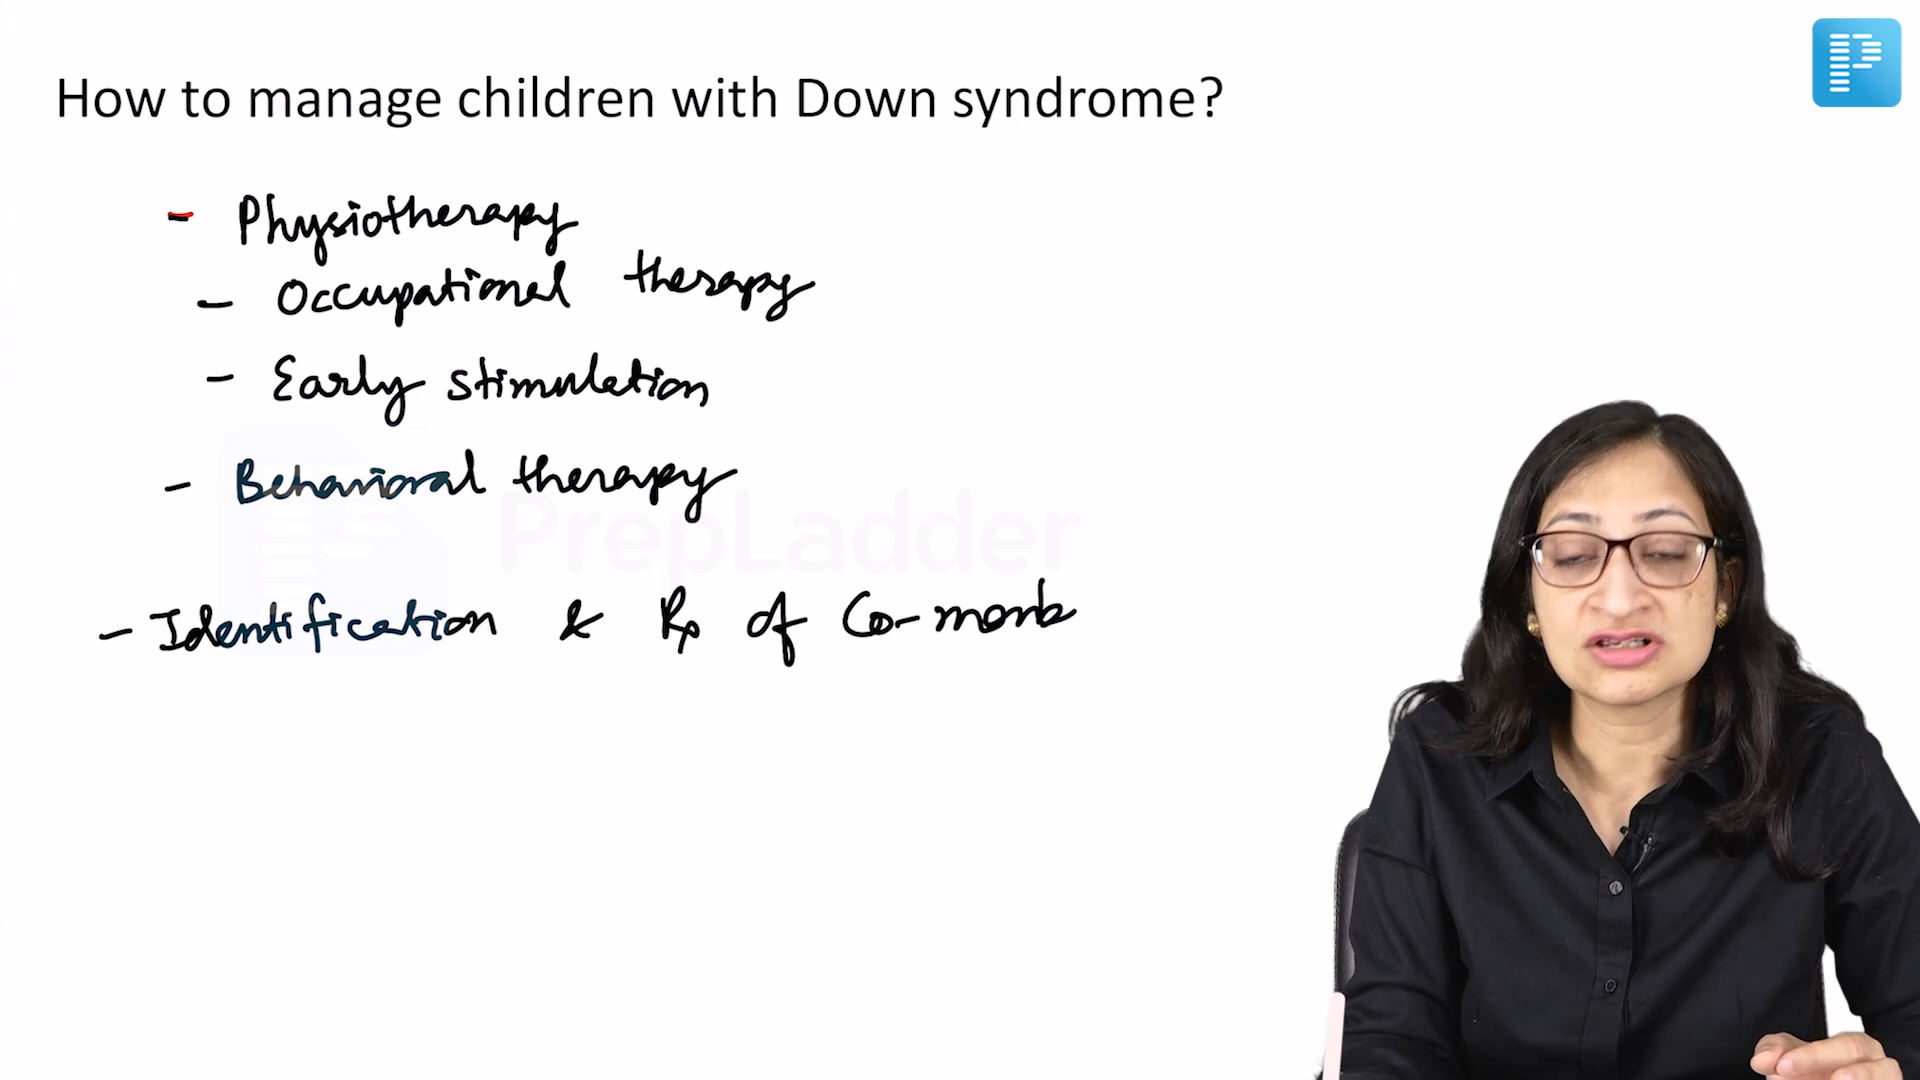 How to manage children with Down syndrome?
- Physiotherapy
- Occupational therapy
- Early stimulation
- Behavioral therapy
PrepLadder
- Identification & Rx of Co-morb